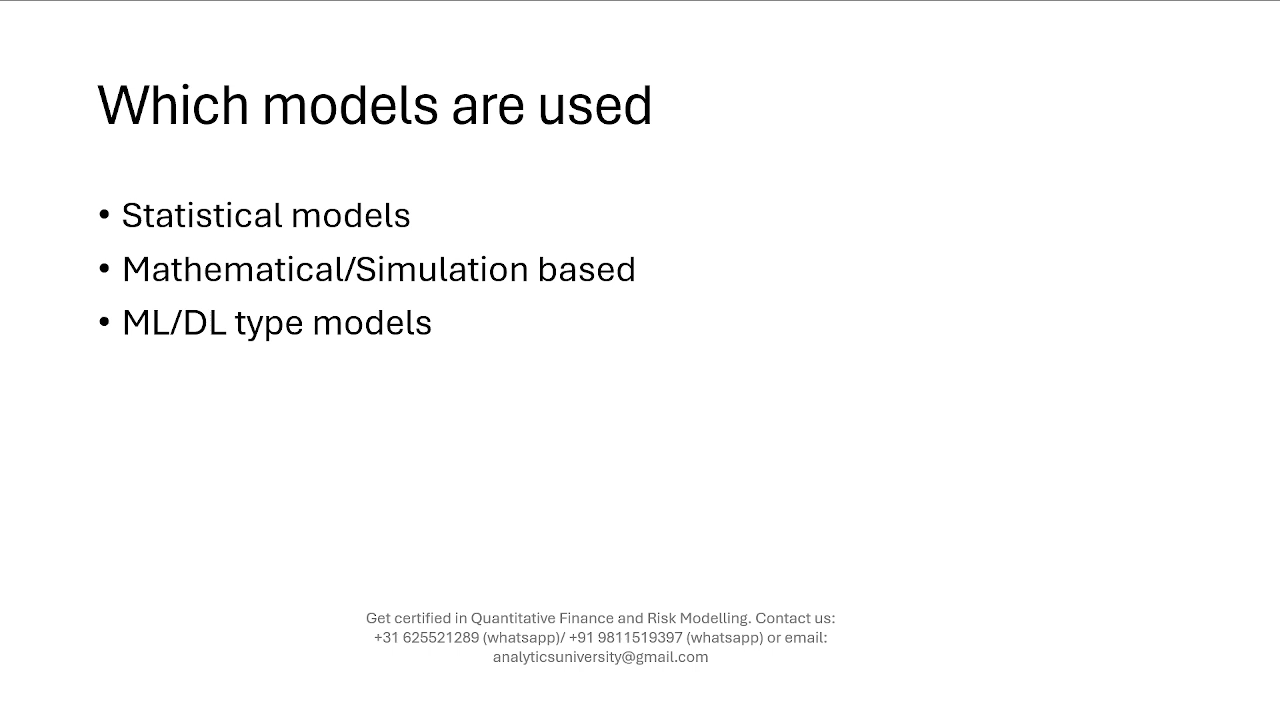 Which models are used
• Statistical models
• Mathematical/Simulation based
• ML/DL type models
Get certified in Quantitative Finance and Risk Modelling. Contact us:
+31 625521289 (whatsapp)/ +91 9811519397 (whatsapp) or email:
analyticsuniversity@gmail.com